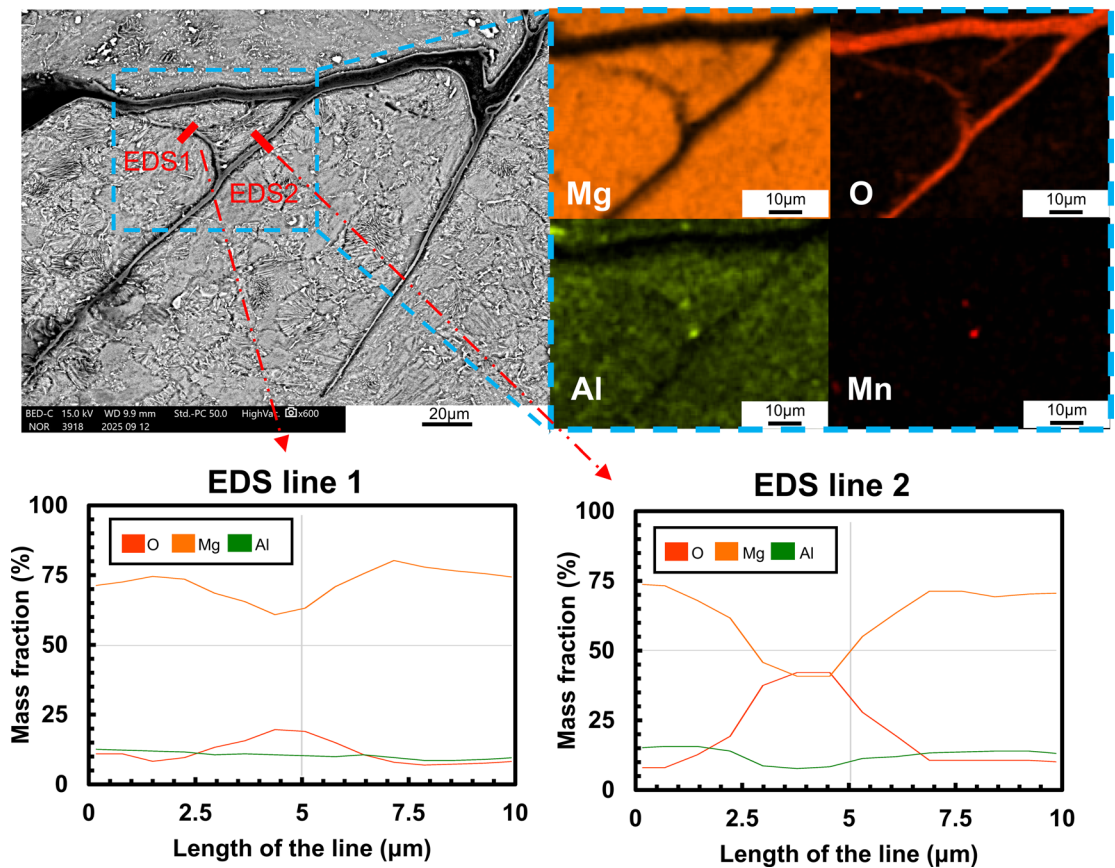 EDS1
EDS2
BED-C 15.0 kV WD 9.9 mm Std.-PC 50.0 HighVac. x600
NOR 3918 2025 09 12
20μm
Mg
10μm
O
10μm
Al
10μm
Mn
10μm
EDS line 1
O Mg Al
Mass fraction (%)
100
75
50
25
0
0 2.5 5 7.5 10
Length of the line (μm)
EDS line 2
O Mg Al
Mass fraction (%)
100
75
50
25
0
0 2.5 5 7.5 10
Length of the line (μm)